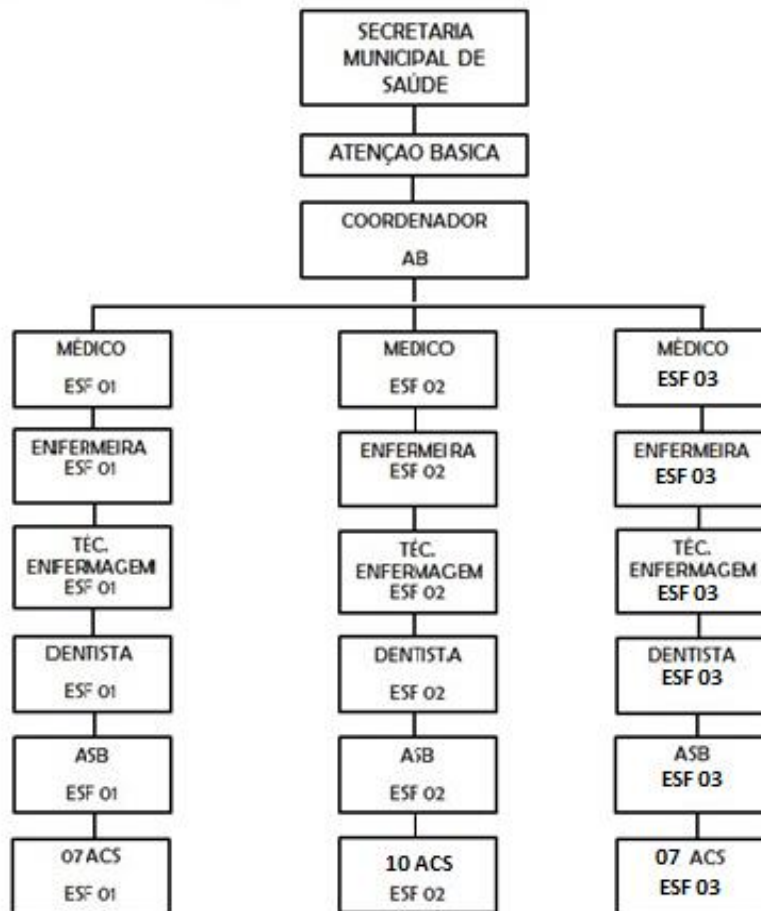 SECRETARIA
MUNICIPAL DE
SAÚDE
ATENÇAO BASICA
COORDENADOR
AB
MÉDICO
ESF 01
MEDICO
ESF 02
MÉDICO
ESF 03
ENFERMEIRA
ESF 01
ENFERMEIRA
ESF 02
ENFERMEIRA
ESF 03
TÉC.
ENFERMAGEM
ESF 01
TÉC.
ENFERMAGEM
ESF 02
TÉC.
ENFERMAGEM
ESF 03
DENTISTA
ESF 01
DENTISTA
ESF 02
DENTISTA
ESF 03
ASB
ESF 01
ASB
ESF 02
ASB
ESF 03
07 ACS
ESF 01
10 ACS
ESF 02
07 ACS
ESF 03